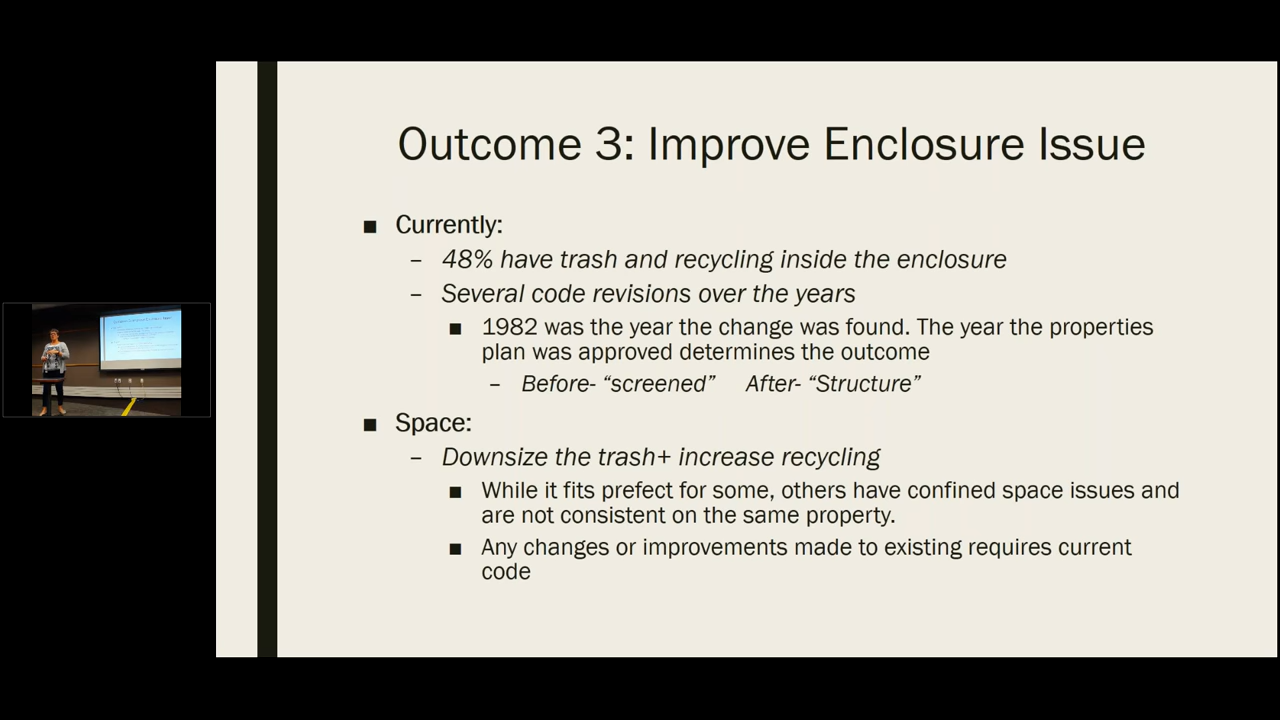 Outcome 3: Improve Enclosure Issue
■ Currently:
– 48% have trash and recycling inside the enclosure
– Several code revisions over the years
■ 1982 was the year the change was found. The year the properties
plan was approved determines the outcome
– Before- “screened” After- “Structure”
■ Space:
– Downsize the trash+ increase recycling
■ While it fits prefect for some, others have confined space issues and
are not consistent on the same property.
■ Any changes or improvements made to existing requires current
code